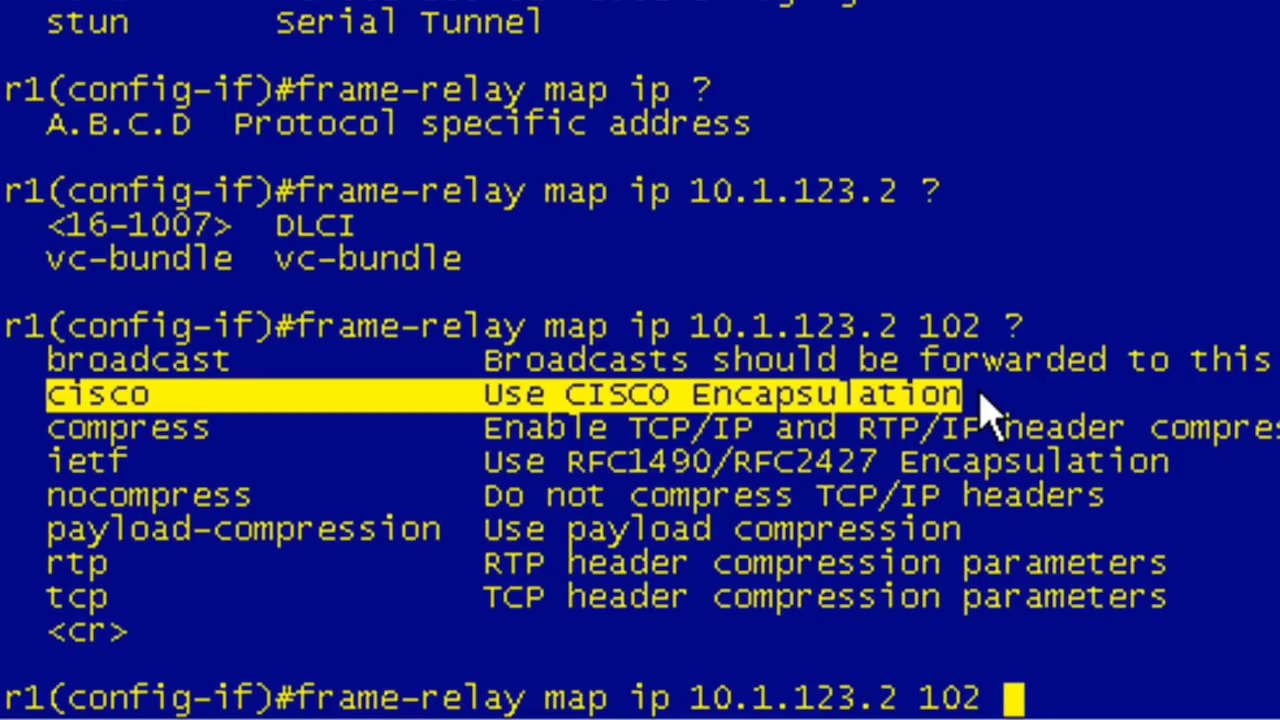 stun Serial Tunnel
r1(config-if)#frame-relay map ip ?
A.B.C.D Protocol specific address
r1(config-if)#frame-relay map ip 10.1.123.2 ?
<16-1007> DLCI
vc-bundle vc-bundle
r1(config-if)#frame-relay map ip 10.1.123.2 102 ?
broadcast Broadcasts should be forwarded to this
cisco Use CISCO Encapsulation
compress Enable TCP/IP and RTP/IP header compres
ietf Use RFC1490/RFC2427 Encapsulation
nocompress Do not compress TCP/IP headers
payload-compression Use payload compression
rtp RTP header compression parameters
tcp TCP header compression parameters
<cr>
r1(config-if)#frame-relay map ip 10.1.123.2 102